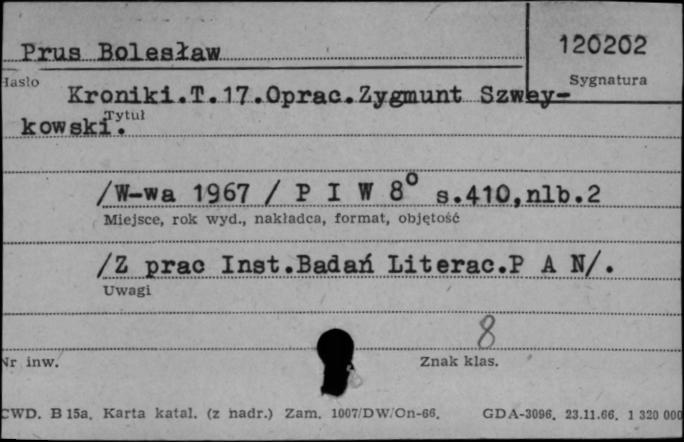 Prus Bolesław
120202
Hasło
Sygnatura
Kroniki.T.17.Oprac.Zygmunt Szwey-
Tytuł
kowski.
/W-wa 1967 / P I W 8° s.410,nlb.2
Miejsce, rok wyd., nakładca, format, objętość
/Z prac Inst.Badań Literac.P A N/.
Uwagi
8
Nr inw.
Znak klas.
CWD. B 15a. Karta katal. (z nadr.) Zam. 1007/DW/On-66. GDA-3096. 23.11.66. 1 320 000